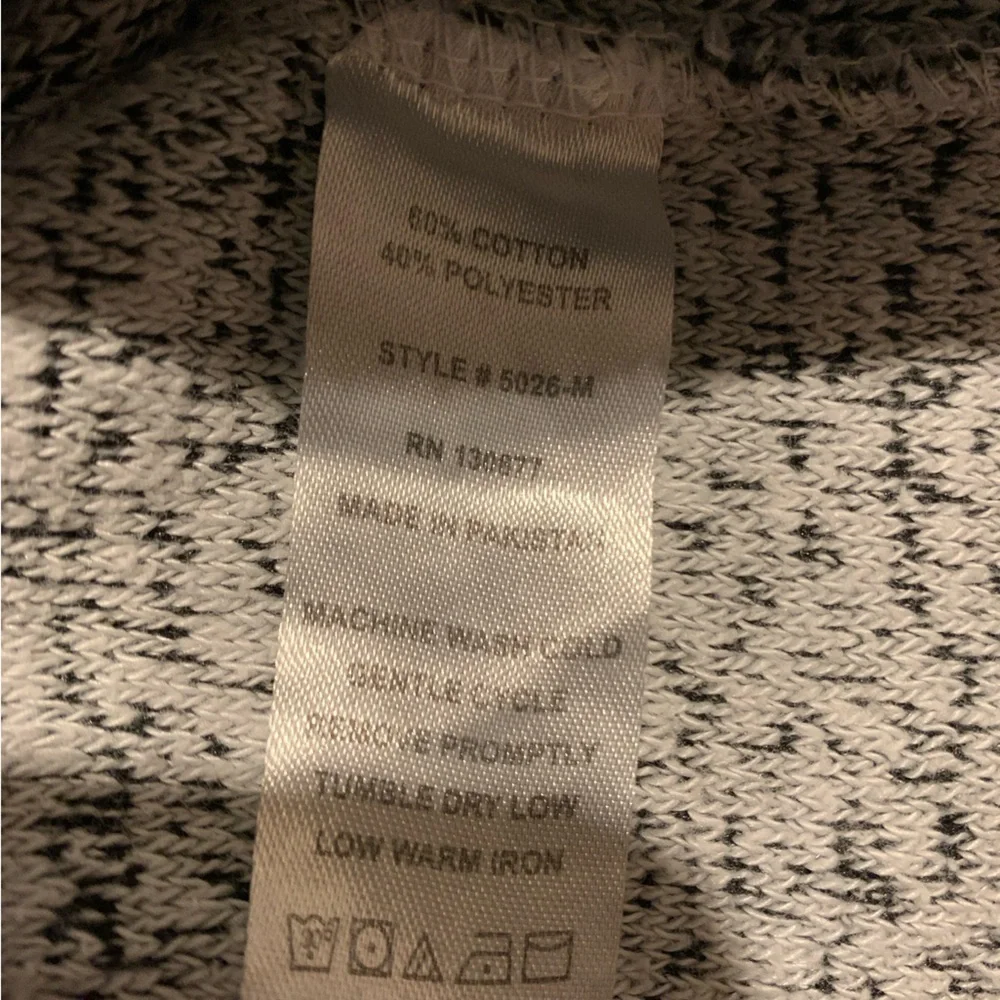 60% COTTON
40% POLYESTER
STYLE # 5026-M
RN
MADE IN PAKISTAN
MACHINE WASH COLD
GENTLE CYCLE
REMOVE PROMPTLY
TUMBLE DRY LOW
LOW WARM IRON